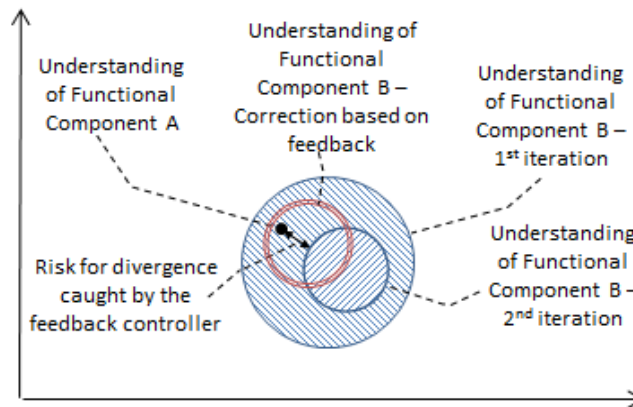 Understanding
of Functional
Component A
Understanding of
Functional
Component B –
Correction based on
feedback
Understanding
of Functional
Component B –
1st iteration
Understanding
of Functional
Component B –
2nd iteration
Risk for divergence
caught by the
feedback controller